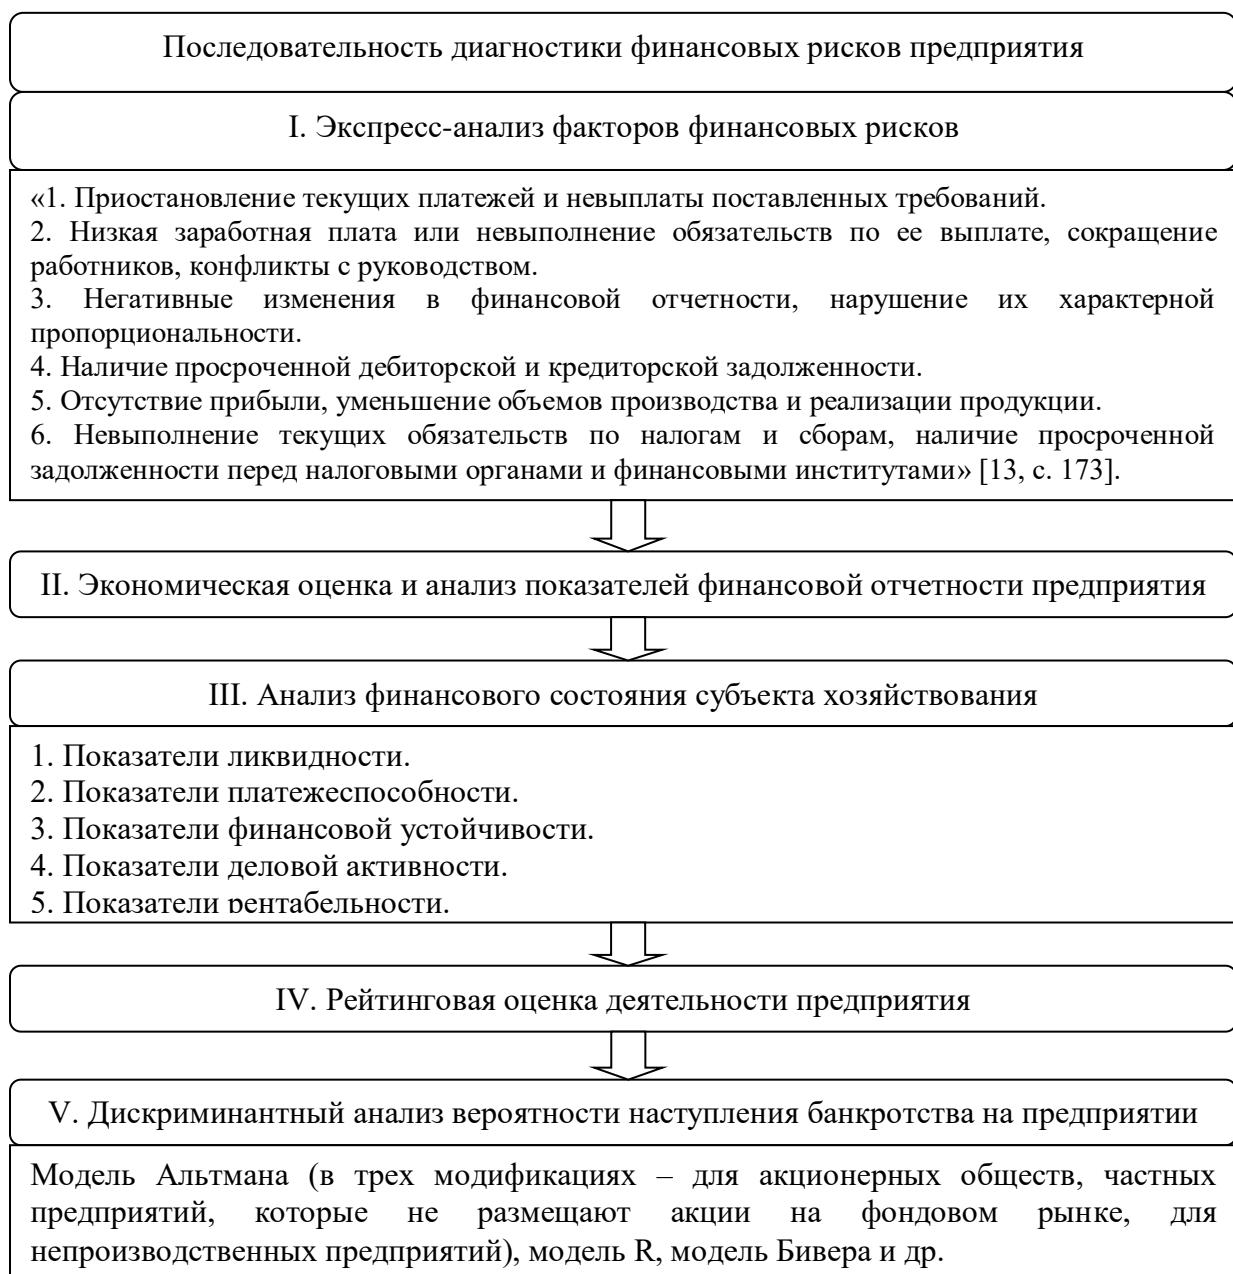 Последовательность диагностики финансовых рисков предприятия
I. Экспресс-анализ факторов финансовых рисков
«1. Приостановление текущих платежей и невыплаты поставленных требований.
2. Низкая заработная плата или невыполнение обязательств по ее выплате, сокращение
работников, конфликты с руководством.
3. Негативные изменения в финансовой отчетности, нарушение их характерной
пропорциональности.
4. Наличие просроченной дебиторской и кредиторской задолженности.
5. Отсутствие прибыли, уменьшение объемов производства и реализации продукции.
6. Невыполнение текущих обязательств по налогам и сборам, наличие просроченной
задолженности перед налоговыми органами и финансовыми институтами» [13, с. 173].
II. Экономическая оценка и анализ показателей финансовой отчетности предприятия
III. Анализ финансового состояния субъекта хозяйствования
1. Показатели ликвидности.
2. Показатели платежеспособности.
3. Показатели финансовой устойчивости.
4. Показатели деловой активности.
5. Показатели рентабельности.
IV. Рейтинговая оценка деятельности предприятия
V. Дискриминантный анализ вероятности наступления банкротства на предприятии
Модель Альтмана (в трех модификациях – для акционерных обществ, частных
предприятий, которые не размещают акции на фондовом рынке, для
непроизводственных предприятий), модель R, модель Бивера и др.